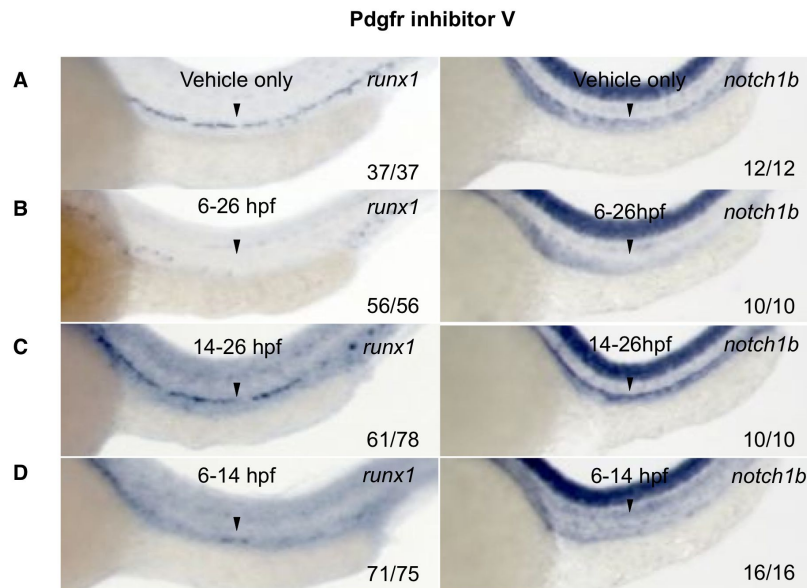 Pdgfr inhibitor V
A
Vehicle only
runx1
37/37
Vehicle only
notch1b
12/12
B
6-26 hpf
runx1
56/56
6-26hpf
notch1b
10/10
C
14-26 hpf
runx1
61/78
14-26hpf
notch1b
10/10
D
6-14 hpf
runx1
71/75
6-14 hpf
notch1b
16/16